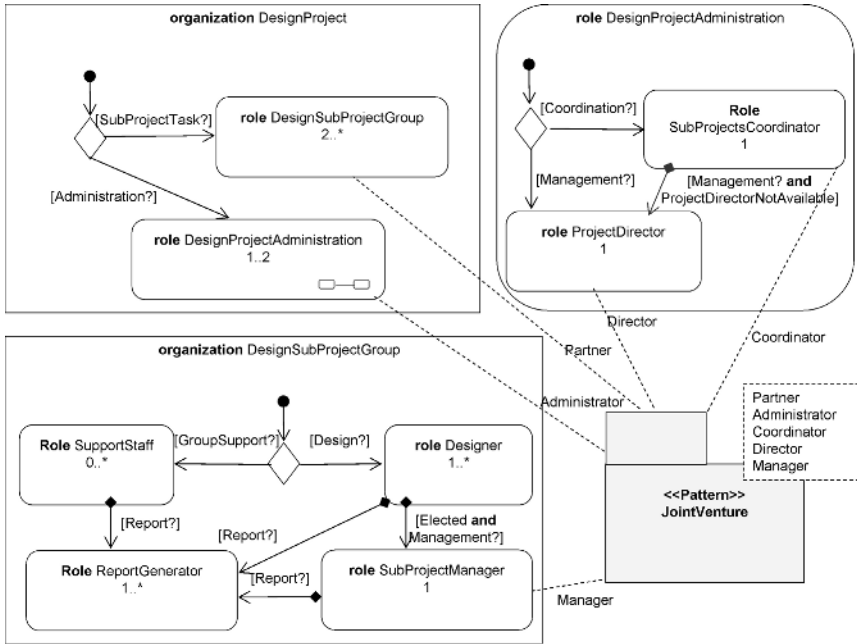 organization DesignProject
[SubProjectTask?]
role DesignSubProjectGroup
2..*
[Administration?]
role DesignProjectAdministration
1..2
role DesignProjectAdministration
[Coordination?]
Role
SubProjectsCoordinator
1
[Management?]
[Management? and
ProjectDirectorNotAvailable]
role ProjectDirector
1
Director
Partner
Coordinator
Administrator
organization DesignSubProjectGroup
Role SupportStaff
0..*
[GroupSupport?]
[Design?]
role Designer
1..*
[Report?]
[Report?]
[Elected and
Management?]
Role ReportGenerator
1..*
[Report?]
role SubProjectManager
1
Manager
Partner
Administrator
Coordinator
Director
Manager
<<Pattern>>
JointVenture